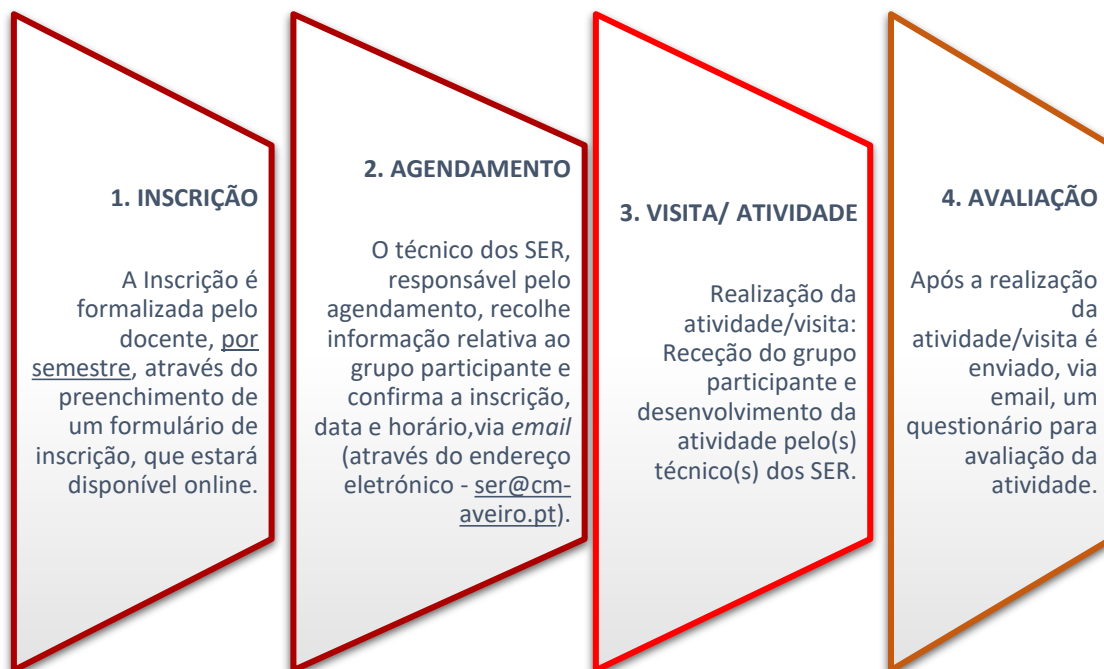 1. INSCRIÇÃO
A Inscrição é
formalizada pelo
docente, por
semestre, através do
preenchimento de
um formulário de
inscrição, que estará
disponível online.
2. AGENDAMENTO
O técnico dos SER,
responsável pelo
agendamento, recolhe
informação relativa ao
grupo participante e
confirma a inscrição,
data e horário,via email
(através do endereço
eletrónico - ser@cm-
aveiro.pt).
3. VISITA/ ATIVIDADE
Realização da
atividade/visita:
Receção do grupo
participante e
desenvolvimento da
atividade pelo(s)
técnico(s) dos SER.
4. AVALIAÇÃO
Após a realização
da
atividade/visita é
enviado, via
email, um
questionário para
avaliação da
atividade.